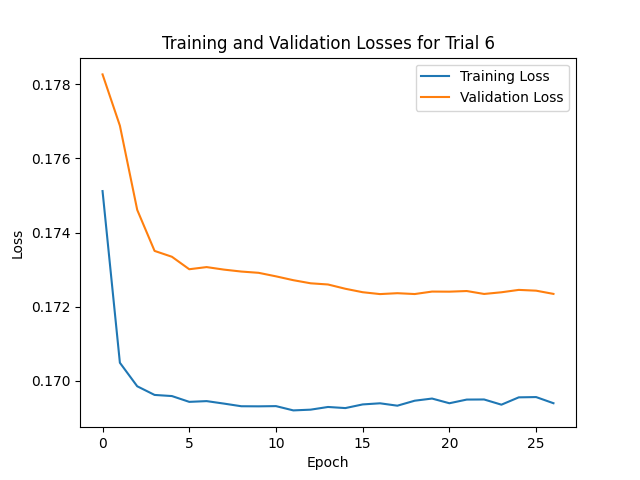 Training and Validation Losses for Trial 6
Training Loss
Validation Loss
0.178
0.176
0.174
0.172
0.170
Loss
0 5 10 15 20 25
Epoch